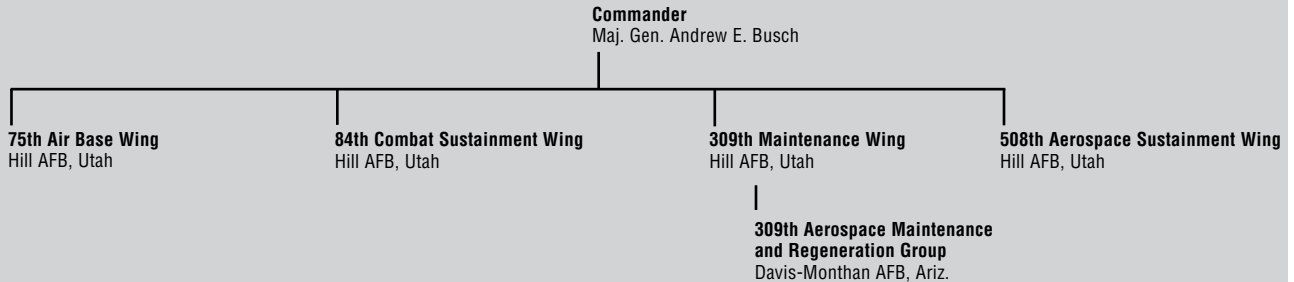 Commander
Maj. Gen. Andrew E. Busch
75th Air Base Wing
Hill AFB, Utah
84th Combat Sustainment Wing
Hill AFB, Utah
309th Maintenance Wing
Hill AFB, Utah
508th Aerospace Sustainment Wing
Hill AFB, Utah
309th Aerospace Maintenance
and Regeneration Group
Davis-Monthan AFB, Ariz.